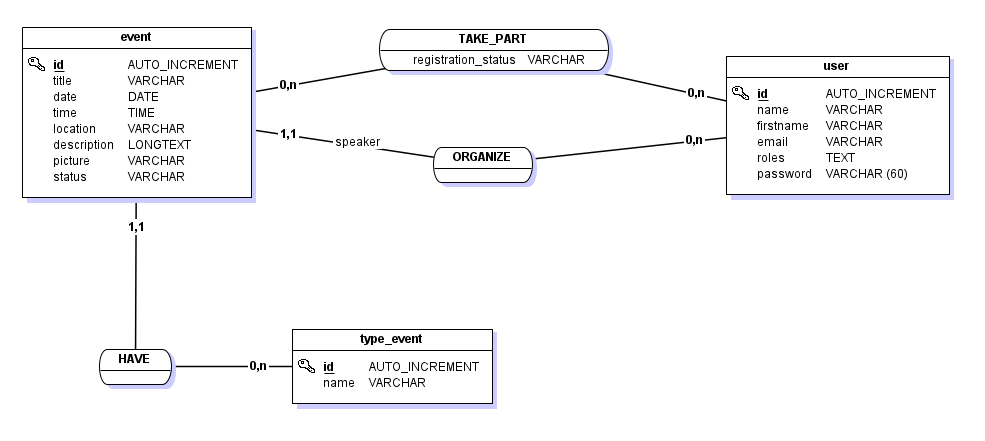 event
id AUTO_INCREMENT
title VARCHAR
date DATE
time TIME
location VARCHAR
description LONGTEXT
picture VARCHAR
status VARCHAR
TAKE_PART
registration_status VARCHAR
0,n
0,n
user
id AUTO_INCREMENT
name VARCHAR
firstname VARCHAR
email VARCHAR
roles TEXT
password VARCHAR (60)
1,1
speaker
ORGANIZE
0,n
1,1
HAVE
0,n
type_event
id AUTO_INCREMENT
name VARCHAR